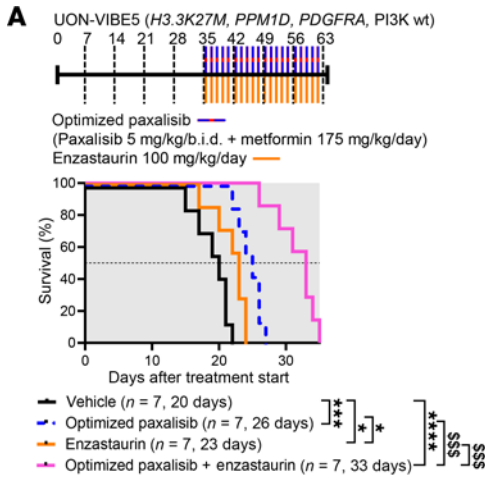 A
UON-VIBE5 (H3.3K27M, PPM1D, PDGFRA, PI3K wt)
0 7 14 21 28 35 42 49 56 63
Optimized paxalisib
(Paxalisib 5 mg/kg/b.i.d. + metformin 175 mg/kg/day)
Enzastaurin 100 mg/kg/day
100
80
60
40
20
0
Survival (%)
0 10 20 30
Days after treatment start
Vehicle (n = 7, 20 days)
Optimized paxalisib (n = 7, 26 days)
Enzastaurin (n = 7, 23 days)
Optimized paxalisib + enzastaurin (n = 7, 33 days)
*** * * **** $$$ $$$